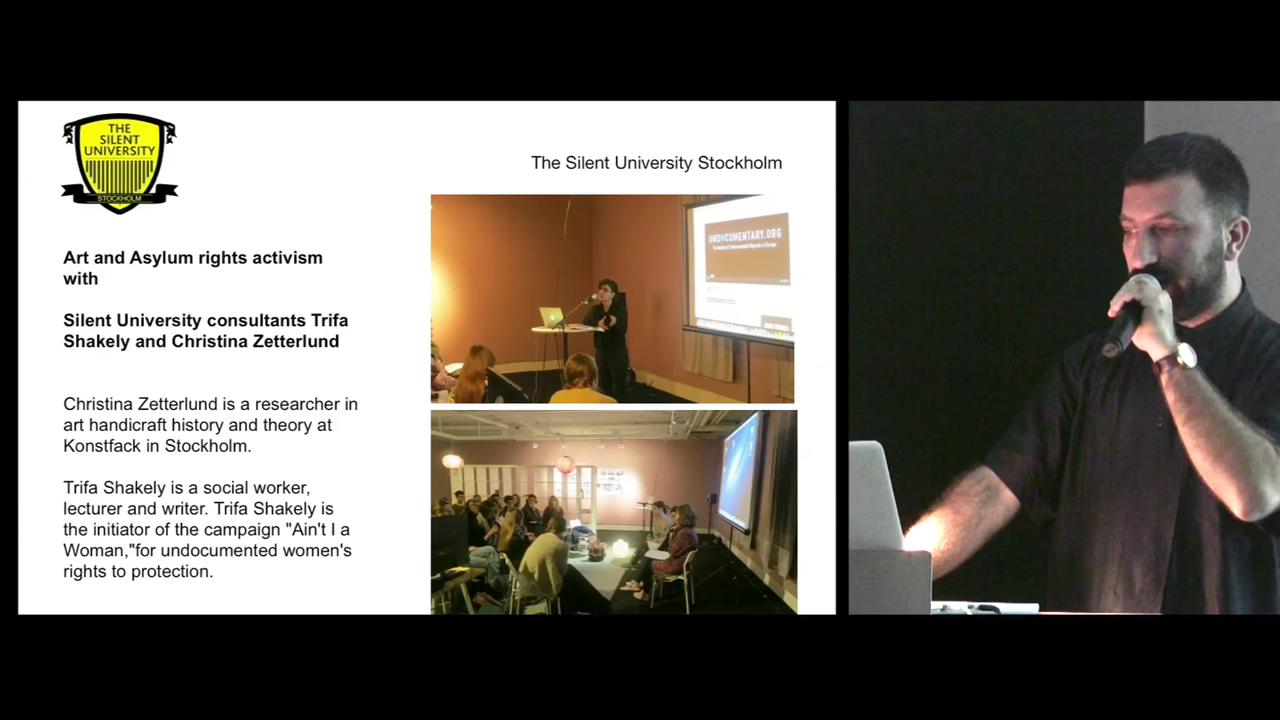 THE
SILENT
UNIVERSITY
STOCKHOLM
The Silent University Stockholm
Art and Asylum rights activism
with
Silent University consultants Trifa
Shakely and Christina Zetterlund
Christina Zetterlund is a researcher in
art handicraft history and theory at
Konstfack in Stockholm.
Trifa Shakely is a social worker,
lecturer and writer. Trifa Shakely is
the initiator of the campaign "Ain't I a
Woman,"for undocumented women's
rights to protection.
UNDOCUMENTARY.ORG